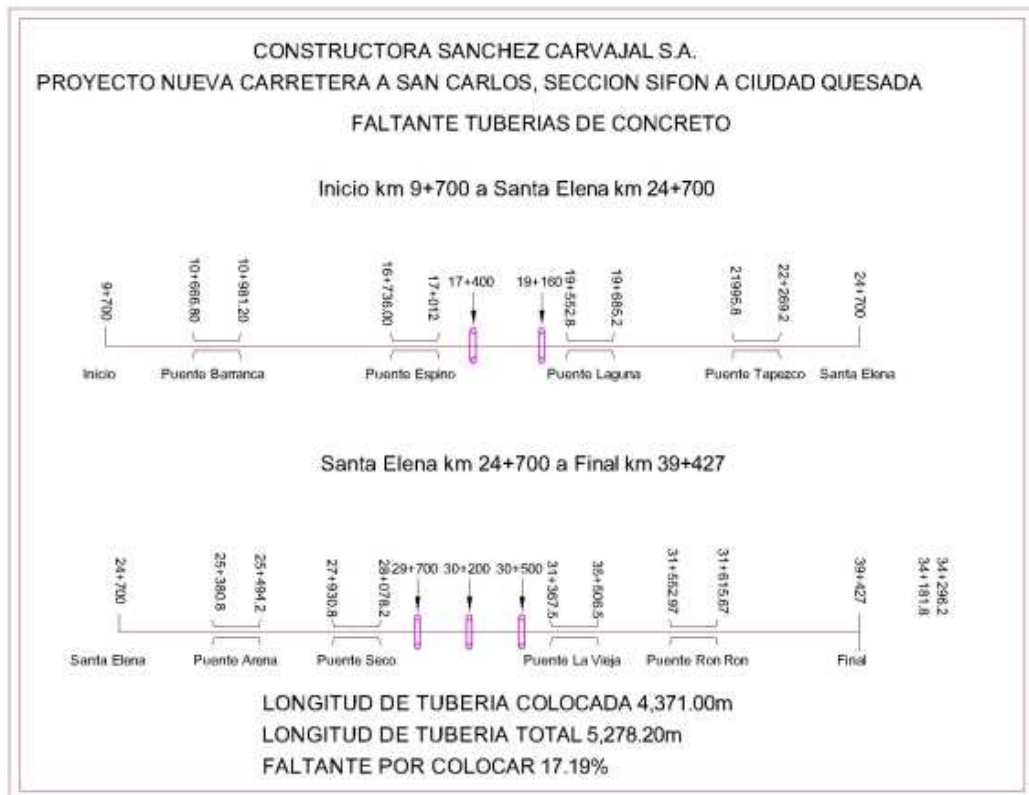 CONSTRUCTORA SANCHEZ CARVAJAL S.A.
PROYECTO NUEVA CARRETERA A SAN CARLOS, SECCION SIFON A CIUDAD QUESADA
FALTANTE TUBERIAS DE CONCRETO
Inicio km 9+700 a Santa Elena km 24+700
9+700
10+666.80
10+981.20
16+736.00
17+012
17+400
19+160
19+552.8
19+685.2
21995.8
22+269.2
24+700
Inicio
Puente Barranca
Puente Espino
Puente Laguna
Puente Tapezco
Santa Elena
Santa Elena km 24+700 a Final km 39+427
24+700
25+380.8
25+494.2
27+930.8
28+078.2
29+700
30+200
30+500
31+367.5
35+506.5
31+552.97
31+615.67
39+427
34+296.2
34+181.8
Santa Elena
Puente Arena
Puente Seco
Puente La Vieja
Puente Ron Ron
Final
LONGITUD DE TUBERIA COLOCADA 4,371.00m
LONGITUD DE TUBERIA TOTAL 5,278.20m
FALTANTE POR COLOCAR 17.19%